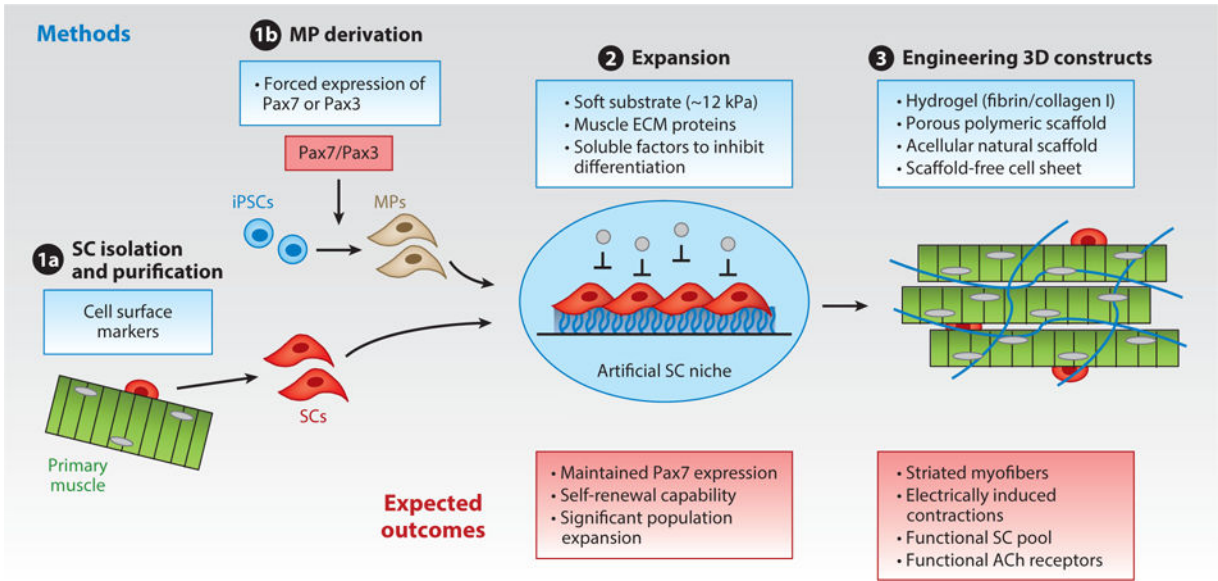 Methods
1b MP derivation
• Forced expression of
Pax7 or Pax3
Pax7/Pax3
iPSCs
MPs
1a SC isolation
and purification
Cell surface
markers
Primary
muscle
SCs
2 Expansion
• Soft substrate (~12 kPa)
• Muscle ECM proteins
• Soluble factors to inhibit
differentiation
Artificial SC niche
3 Engineering 3D constructs
• Hydrogel (fibrin/collagen I)
• Porous polymeric scaffold
• Acellular natural scaffold
• Scaffold-free cell sheet
Expected
outcomes
• Maintained Pax7 expression
• Self-renewal capability
• Significant population
expansion
• Striated myofibers
• Electrically induced
contractions
• Functional SC pool
• Functional ACh receptors